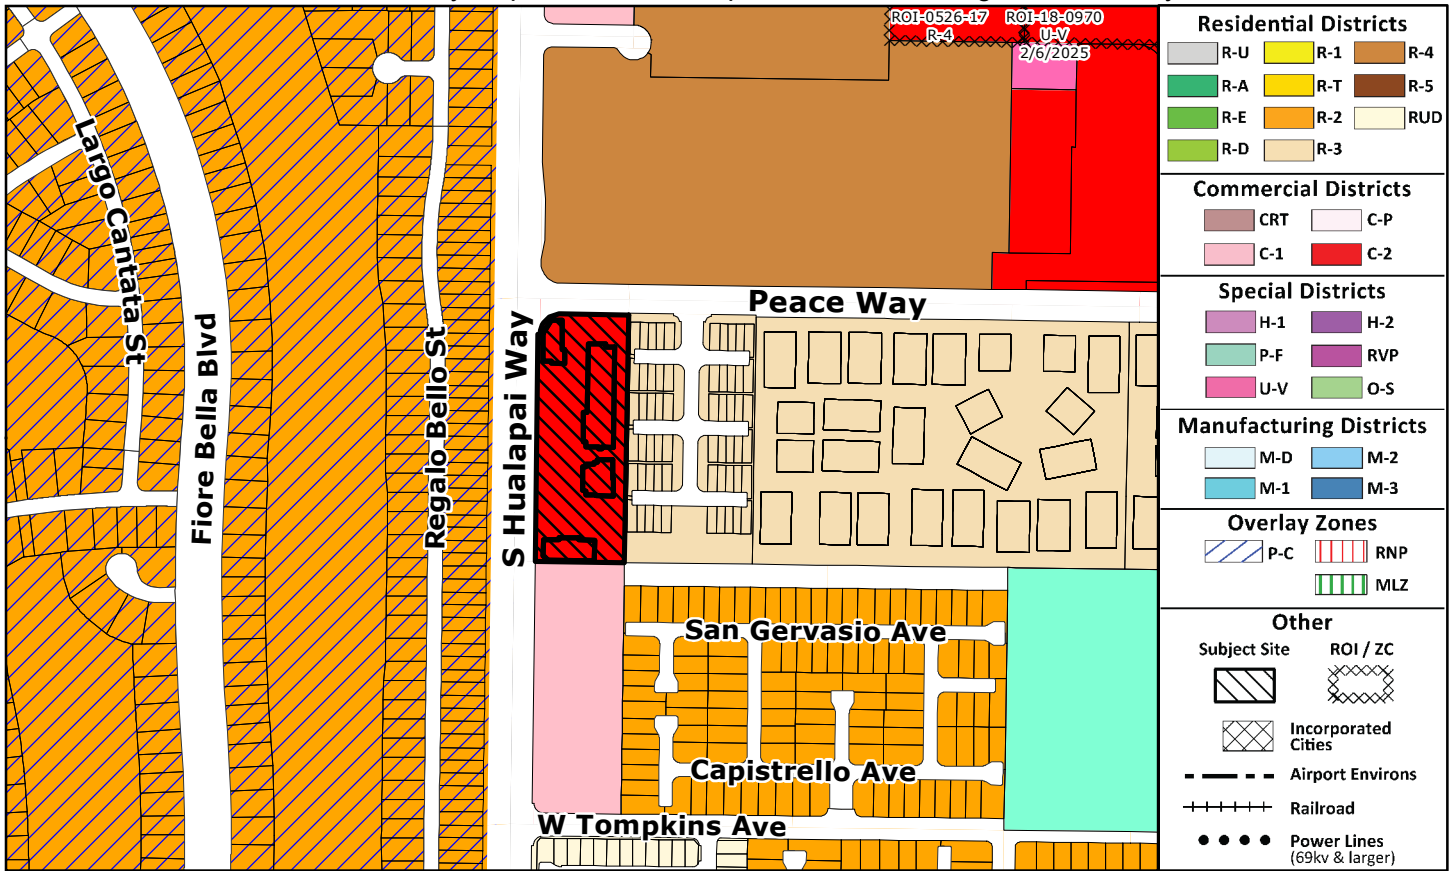 ROI-0526-17
R-4
ROI-18-0970
U-V
2/6/2025
Largo Cantata St
Fiore Bella Blvd
Regalo Bello St
S Hualapai Way
Peace Way
San Gervasio Ave
Capistrello Ave
W Tompkins Ave
Residential Districts
R-U
R-1
R-4
R-A
R-T
R-5
R-E
R-2
RUD
R-D
R-3
Commercial Districts
CRT
C-P
C-1
C-2
Special Districts
H-1
H-2
P-F
RVP
U-V
O-S
Manufacturing Districts
M-D
M-2
M-1
M-3
Overlay Zones
P-C
RNP
MLZ
Other
Subject Site
ROI / ZC
Incorporated
Cities
Airport Environs
Railroad
Power Lines
(69kv & larger)